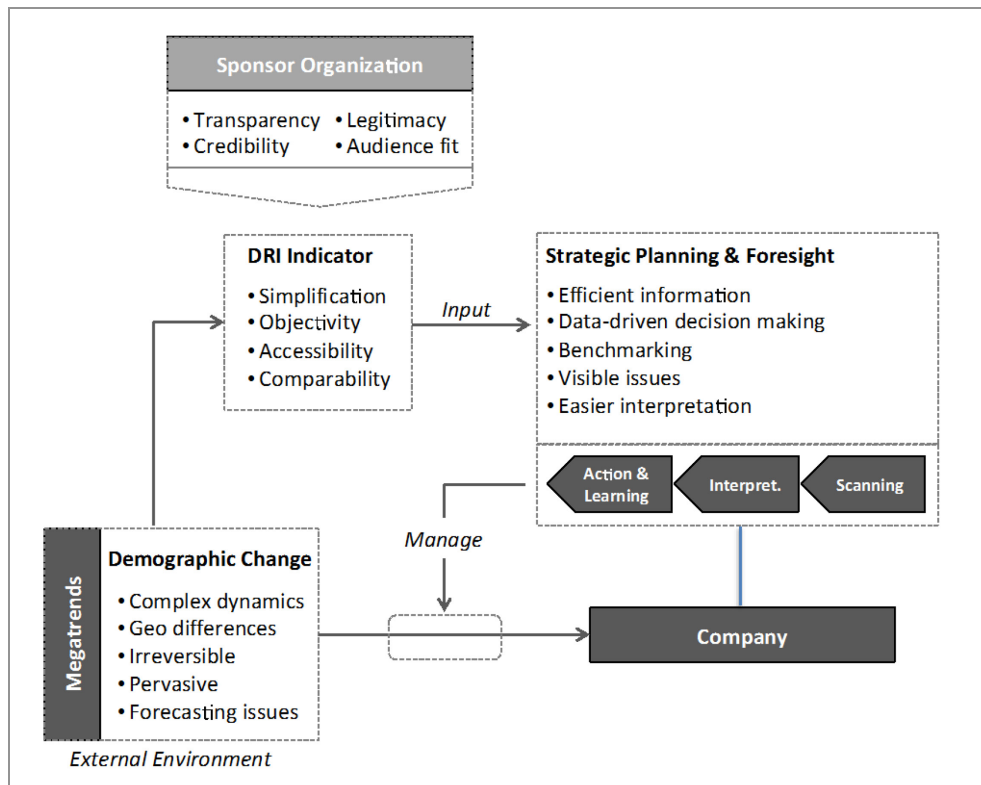 Sponsor Organization
• Transparency • Legitimacy
• Credibility • Audience fit
DRI Indicator
• Simplification
• Objectivity
• Accessibility
• Comparability
Input
Strategic Planning & Foresight
• Efficient information
• Data-driven decision making
• Benchmarking
• Visible issues
• Easier interpretation
Action &
Learning
Interpret.
Scanning
Manage
Megatrends
Demographic Change
• Complex dynamics
• Geo differences
• Irreversible
• Pervasive
• Forecasting issues
Company
External Environment